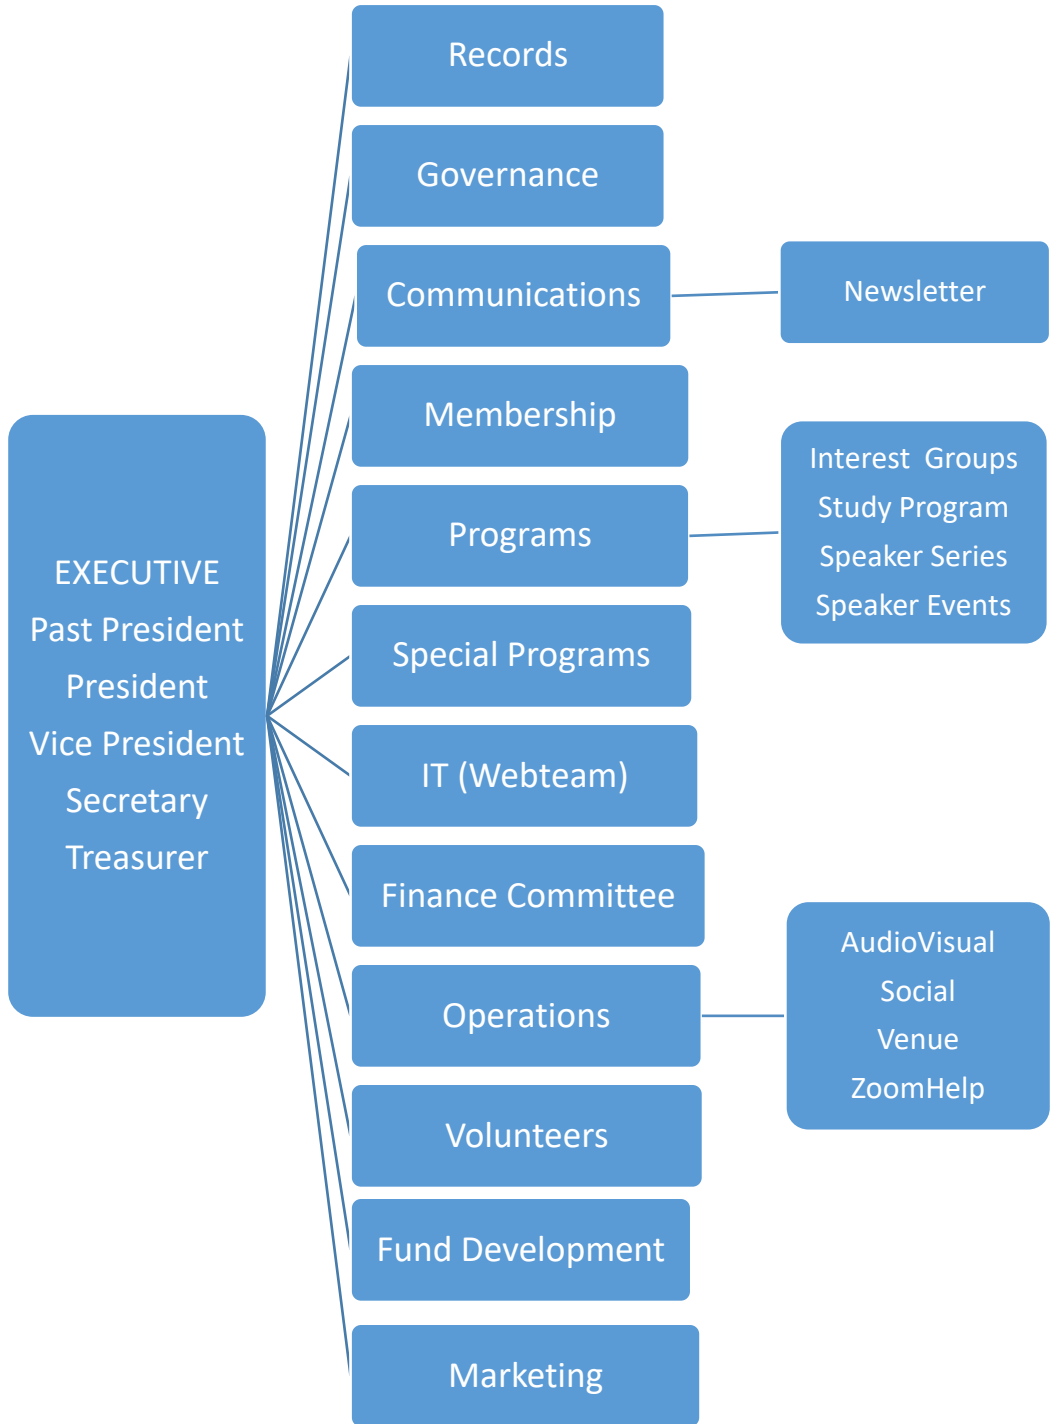 Records
Governance
Communications
Newsletter
Membership
Programs
Interest  Groups
Study Program
Speaker Series
Speaker Events
EXECUTIVE
Past President
President
Vice President
Secretary
Treasurer
Special Programs
IT (Webteam)
Finance Committee
Operations
AudioVisual
Social
Venue
ZoomHelp
Volunteers
Fund Development
Marketing